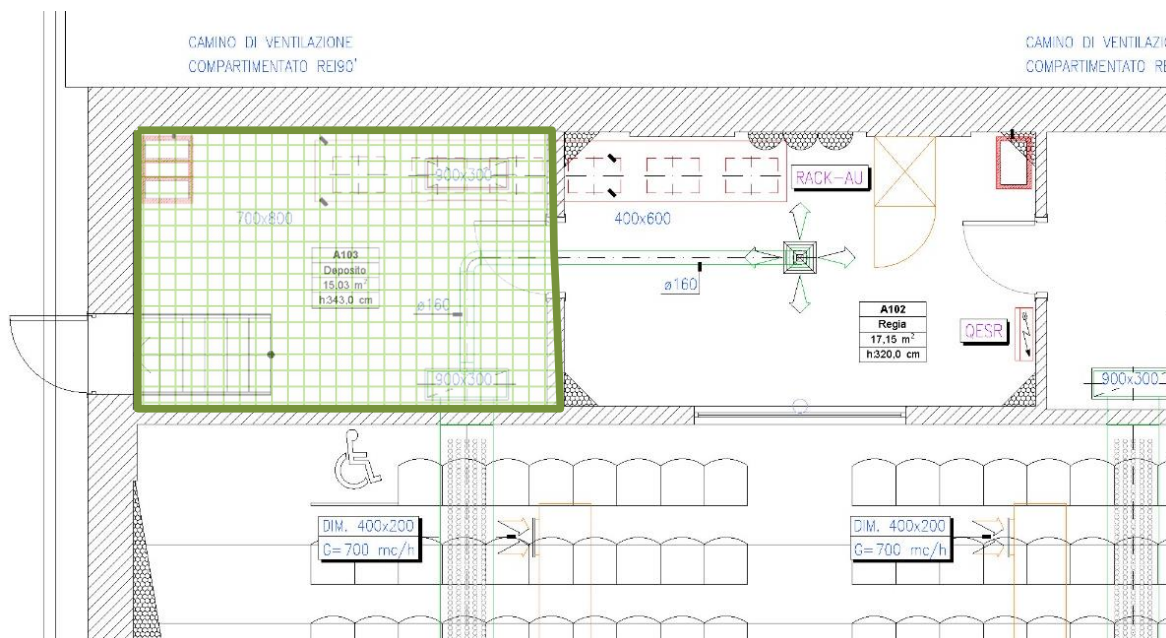 CAMINO DI VENTILAZIONE
COMPARTIMENTATO REI90'
CAMINO DI VENTILAZIO
COMPARTIMENTATO RE
900x300
RACK-AU
700x800
400x600
A103
Deposito
15.03 m²
h:343.0 cm
ø160
ø160
A102
Regia
17,15 m²
h:320,0 cm
QESR
900x300
900x300
DIM. 400x200
G=700 mc/h
DIM. 400x200
G=700 mc/h